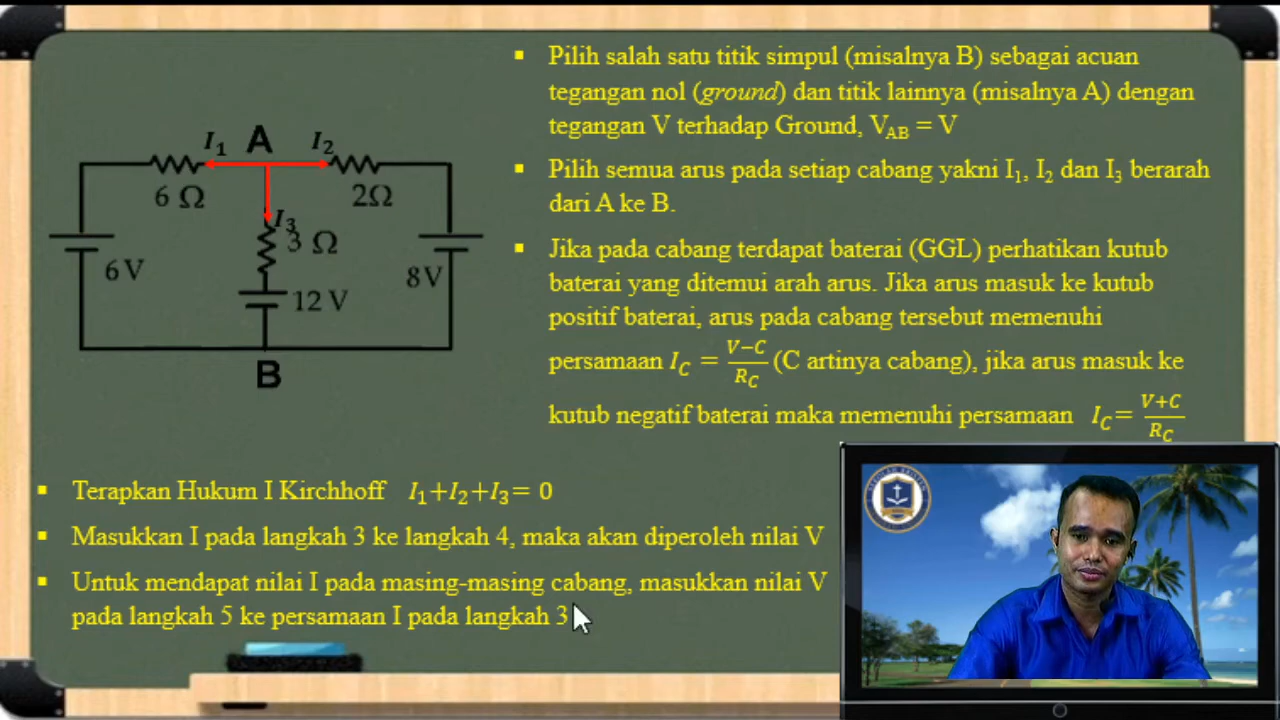 I₁ A I₂
6 Ω 2Ω
I₃
3 Ω
6 V 12 V 8V
B
▪ Pilih salah satu titik simpul (misalnya B) sebagai acuan
tegangan nol (ground) dan titik lainnya (misalnya A) dengan
tegangan V terhadap Ground, V_AB = V
▪ Pilih semua arus pada setiap cabang yakni I₁, I₂ dan I₃ berarah
dari A ke B.
▪ Jika pada cabang terdapat baterai (GGL) perhatikan kutub
baterai yang ditemui arah arus. Jika arus masuk ke kutub
positif baterai, arus pada cabang tersebut memenuhi
persamaan I_C = (V−C)/R_C (C artinya cabang), jika arus masuk ke
kutub negatif baterai maka memenuhi persamaan I_C = (V+C)/R_C
▪ Terapkan Hukum I Kirchhoff I₁+I₂+I₃= 0
▪ Masukkan I pada langkah 3 ke langkah 4, maka akan diperoleh nilai V
▪ Untuk mendapat nilai I pada masing-masing cabang, masukkan nilai V
pada langkah 5 ke persamaan I pada langkah 3